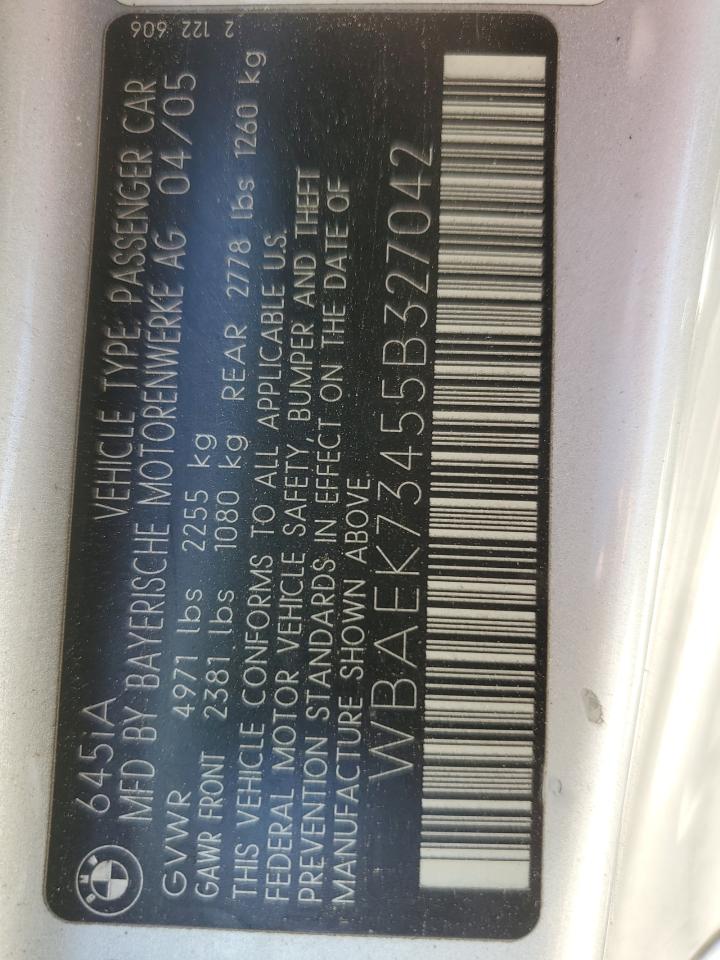 2 122 606
BMW
645iA VEHICLE TYPE: PASSENGER CAR
MFD BY BAYERISCHE MOTORENWERKE AG 04/05
GVWR 4971 lbs 2255 kg
GAWR FRONT 2381 lbs 1080 kg REAR 2778 lbs 1260 kg
THIS VEHICLE CONFORMS TO ALL APPLICABLE U.S.
FEDERAL MOTOR VEHICLE SAFETY, BUMPER AND THEFT
PREVENTION STANDARDS IN EFFECT ON THE DATE OF
MANUFACTURE SHOWN ABOVE.
WBAEK73455B327042